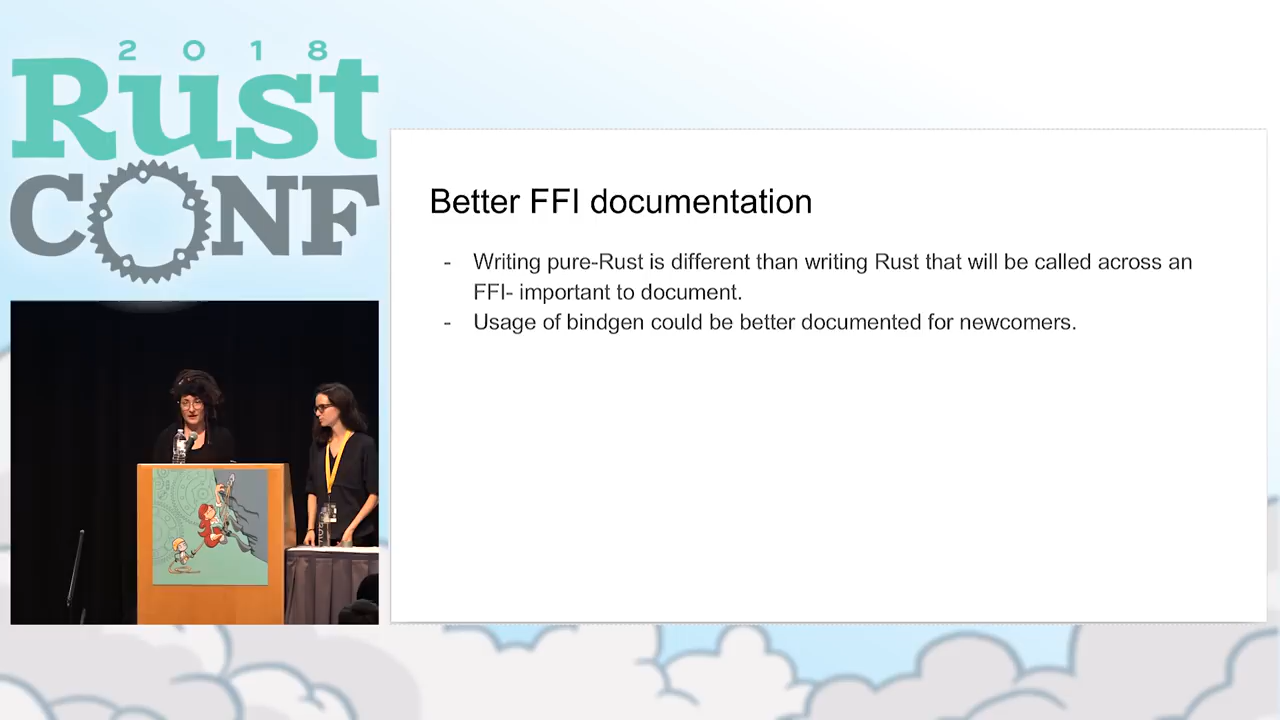 2018
Rust
CONF
Better FFI documentation
- Writing pure-Rust is different than writing Rust that will be called across an
FFI- important to document.
- Usage of bindgen could be better documented for newcomers.